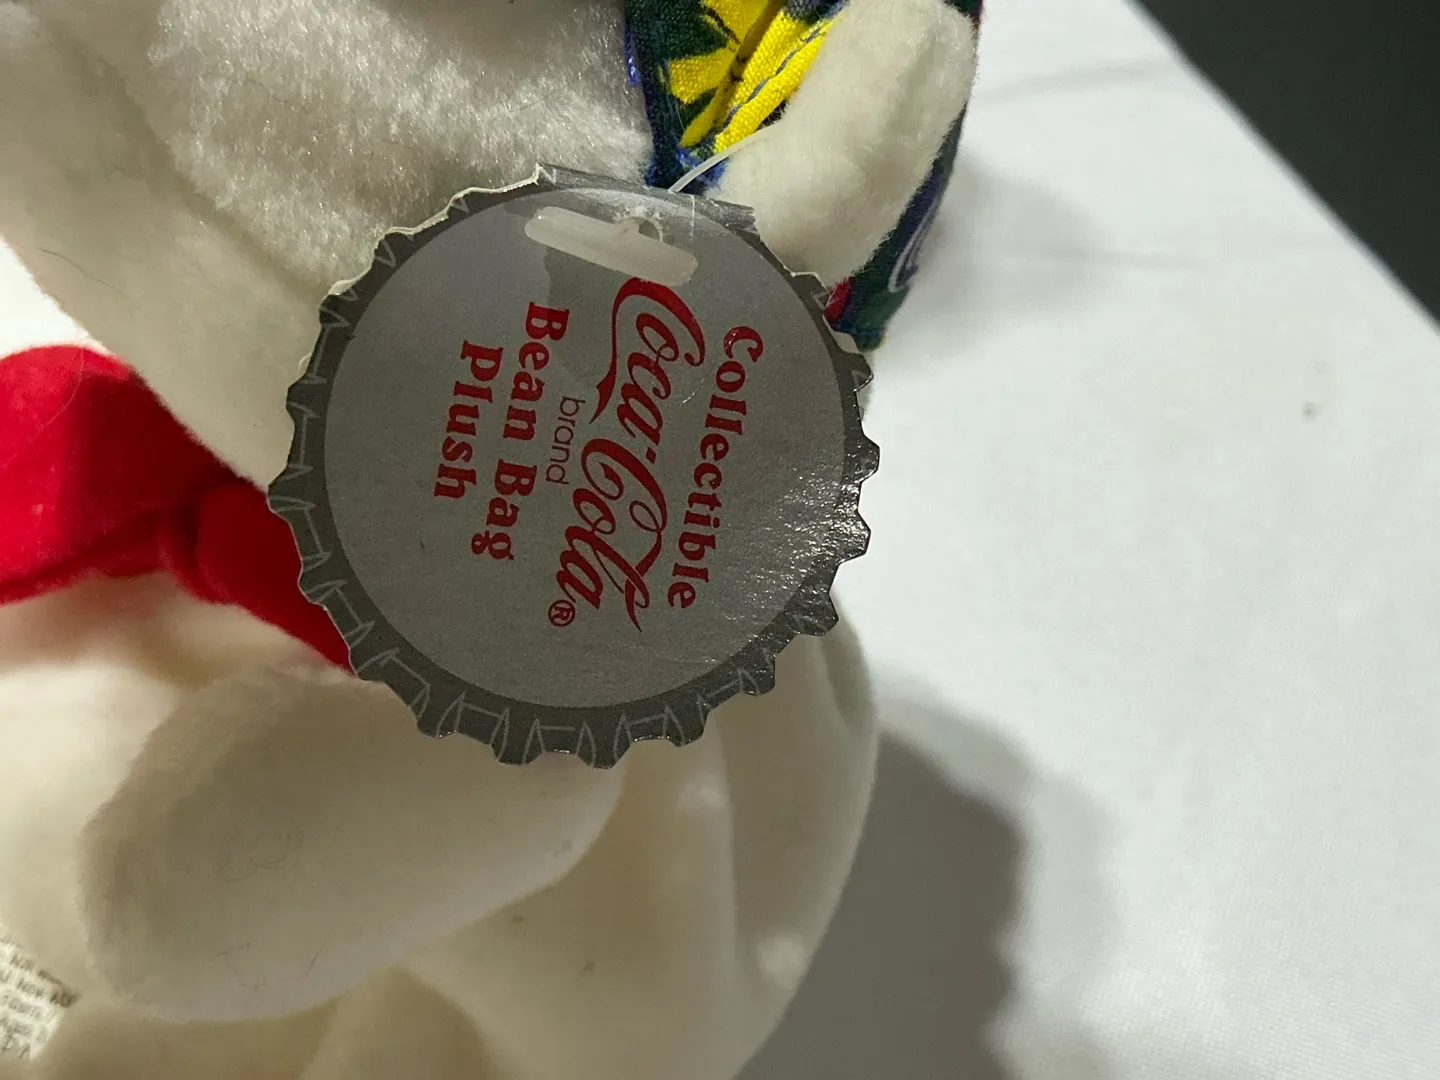 Collectible
Coca-Cola®
brand
Bean Bag
Plush